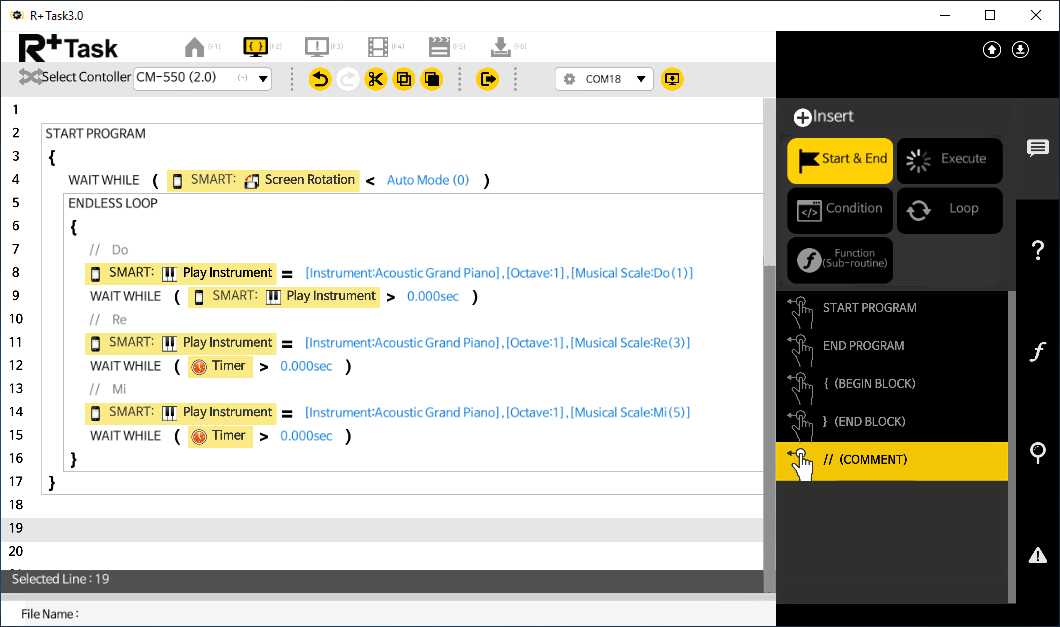 R+ Task3.0
R+Task (F1) (F2) (F3) (F4) (F5) (F6)
Select Contoller CM-550 (2.0) (-) COM18
1
2 START PROGRAM
3 {
4 WAIT WHILE ( SMART: Screen Rotation < Auto Mode (0) )
5 ENDLESS LOOP
6 {
7 // Do
8 SMART: Play Instrument = [Instrument:Acoustic Grand Piano],[Octave:1],[Musical Scale:Do(1)]
9 WAIT WHILE ( SMART: Play Instrument > 0.000sec )
10 // Re
11 SMART: Play Instrument = [Instrument:Acoustic Grand Piano],[Octave:1],[Musical Scale:Re(3)]
12 WAIT WHILE ( Timer > 0.000sec )
13 // Mi
14 SMART: Play Instrument = [Instrument:Acoustic Grand Piano],[Octave:1],[Musical Scale:Mi(5)]
15 WAIT WHILE ( Timer > 0.000sec )
16 }
17 }
18
19
20
Selected Line : 19
File Name :
Insert
Start & End Execute
Condition Loop
Function
(Sub-routine)
START PROGRAM
END PROGRAM
{ (BEGIN BLOCK)
} (END BLOCK)
// (COMMENT)